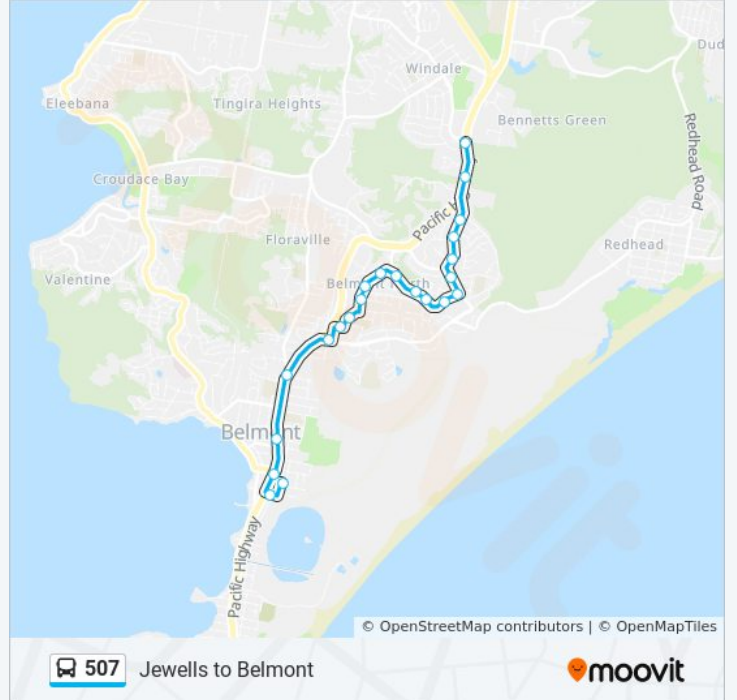 Windale
Dud
Eleebana
Tingira Heights
Bennetts Green
Redhead Road
Croudace Bay
Pacific
Floraville
Redhead
Valentine
Belmont North
Belmont
Pacific Highway
© OpenStreetMap contributors | © OpenMapTiles
507 Jewells to Belmont moovit